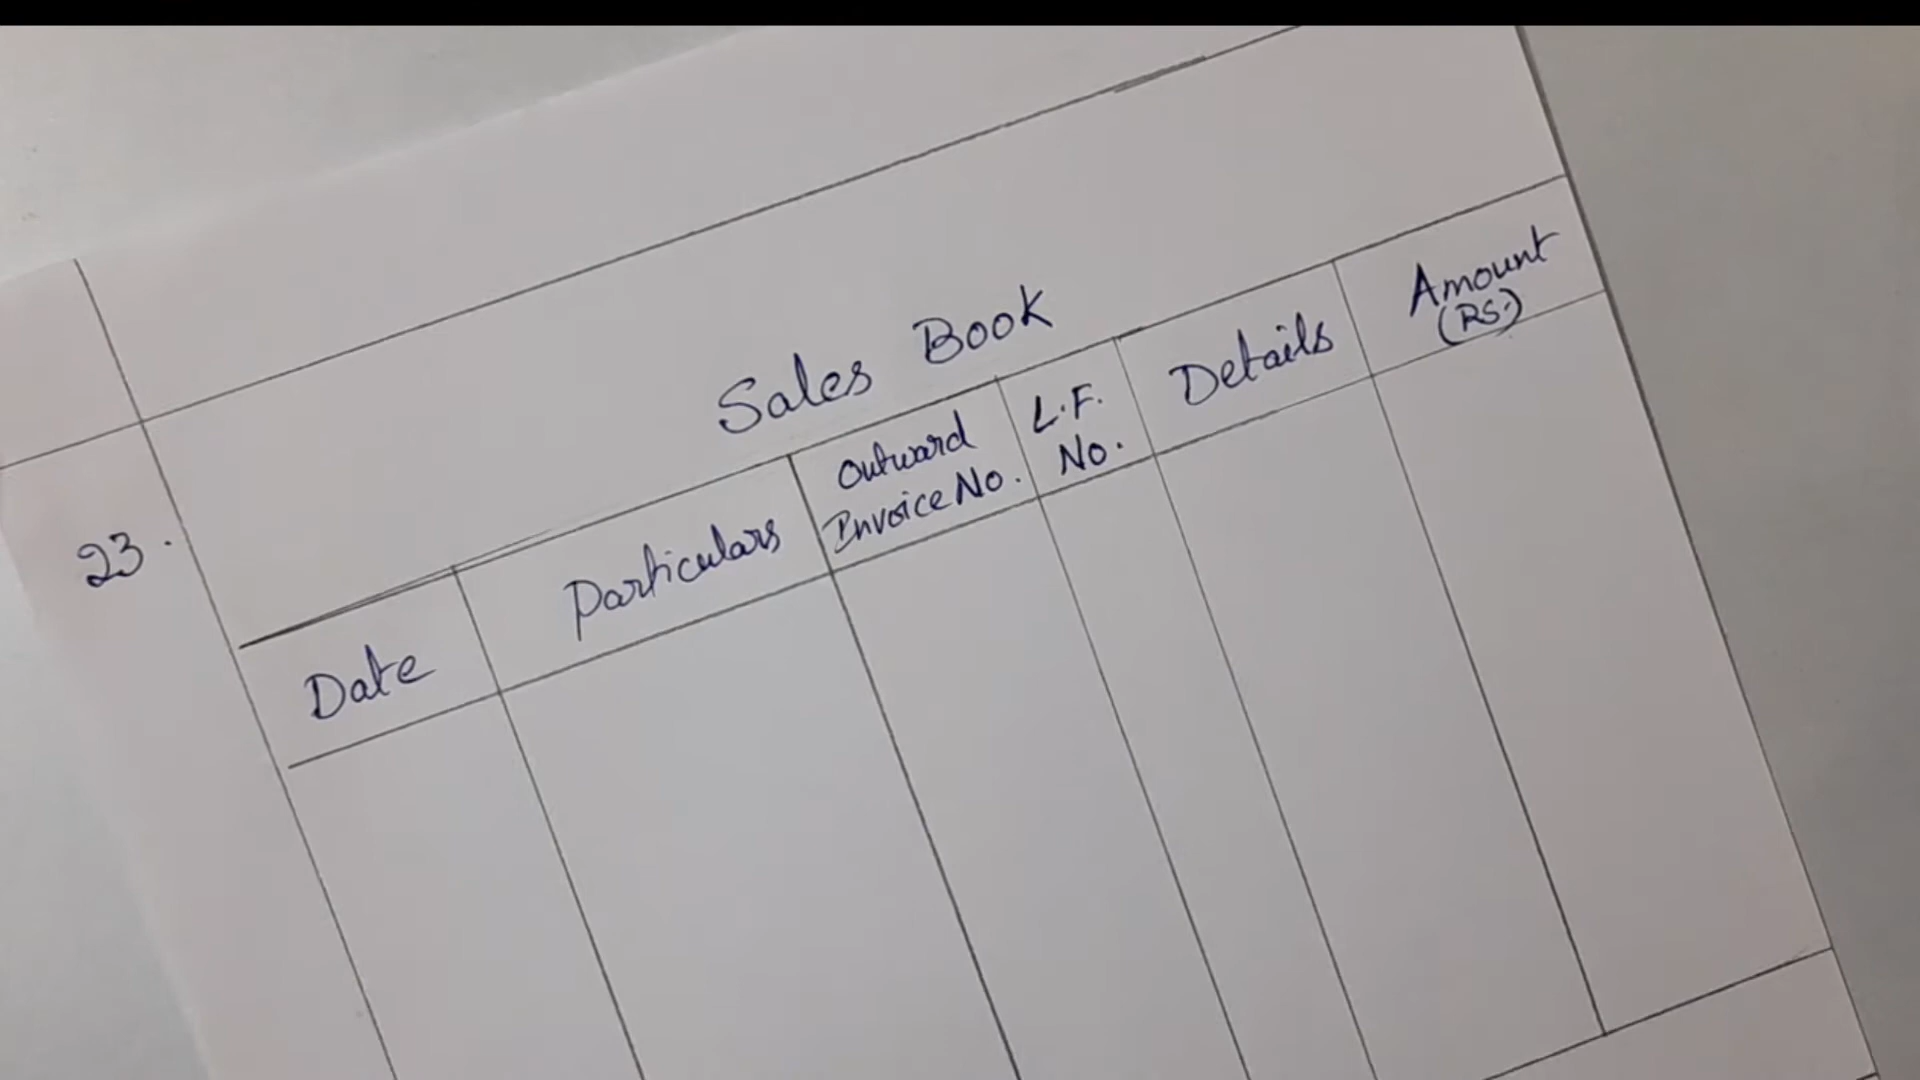 Sales Book
23.
Date
Particulars
Outward
Invoice No.
L.F.
No.
Details
Amount
(RS.)